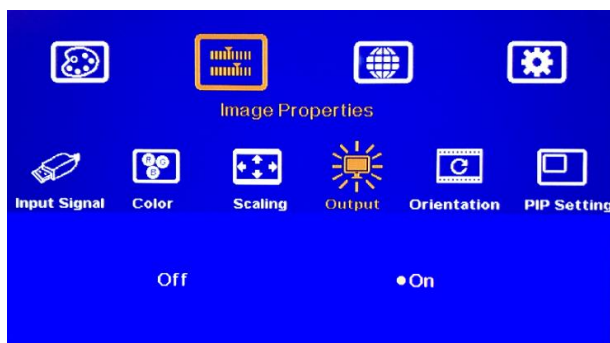 Image Properties
R G B
Input Signal Color Scaling Output Orientation PIP Setting
Off On